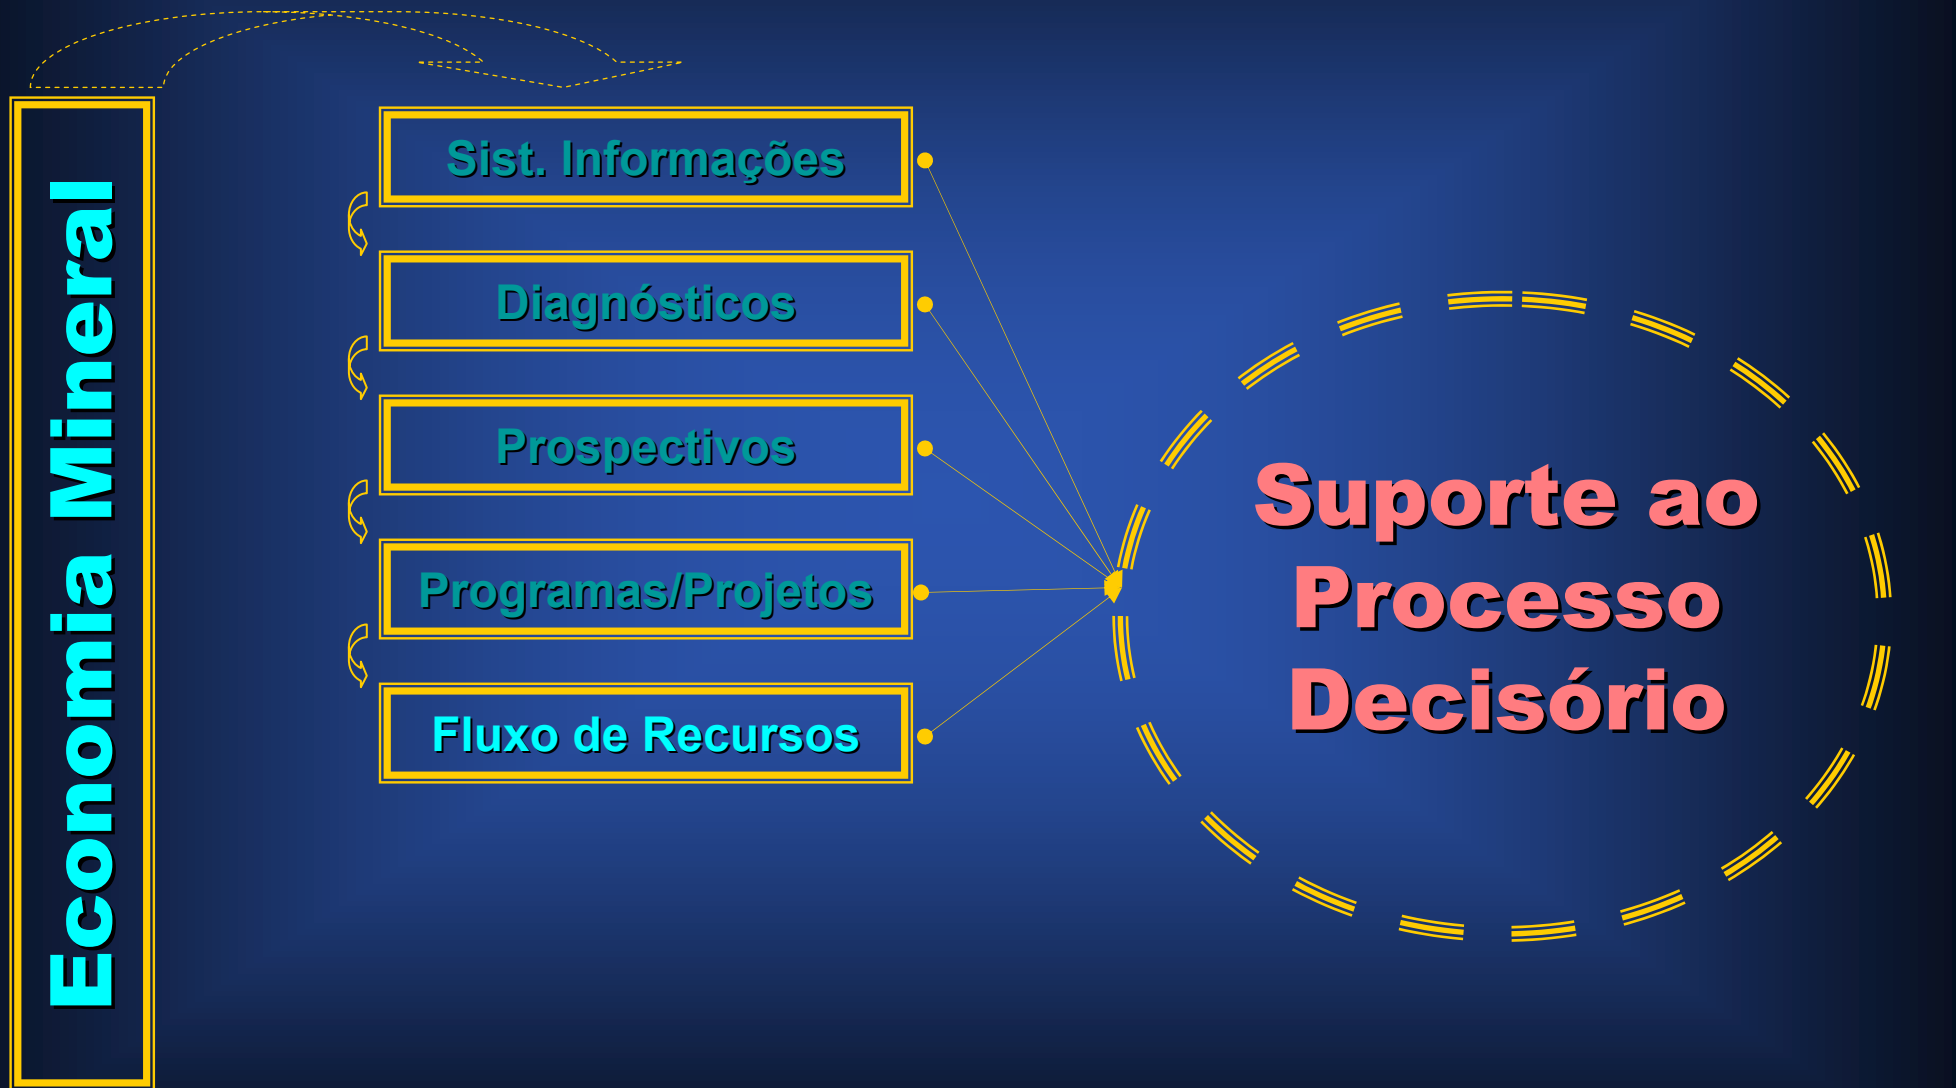 Economia Mineral
Sist. Informações
Diagnósticos
Prospectivos
Programas/Projetos
Fluxo de Recursos
Suporte ao
Processo
Decisório